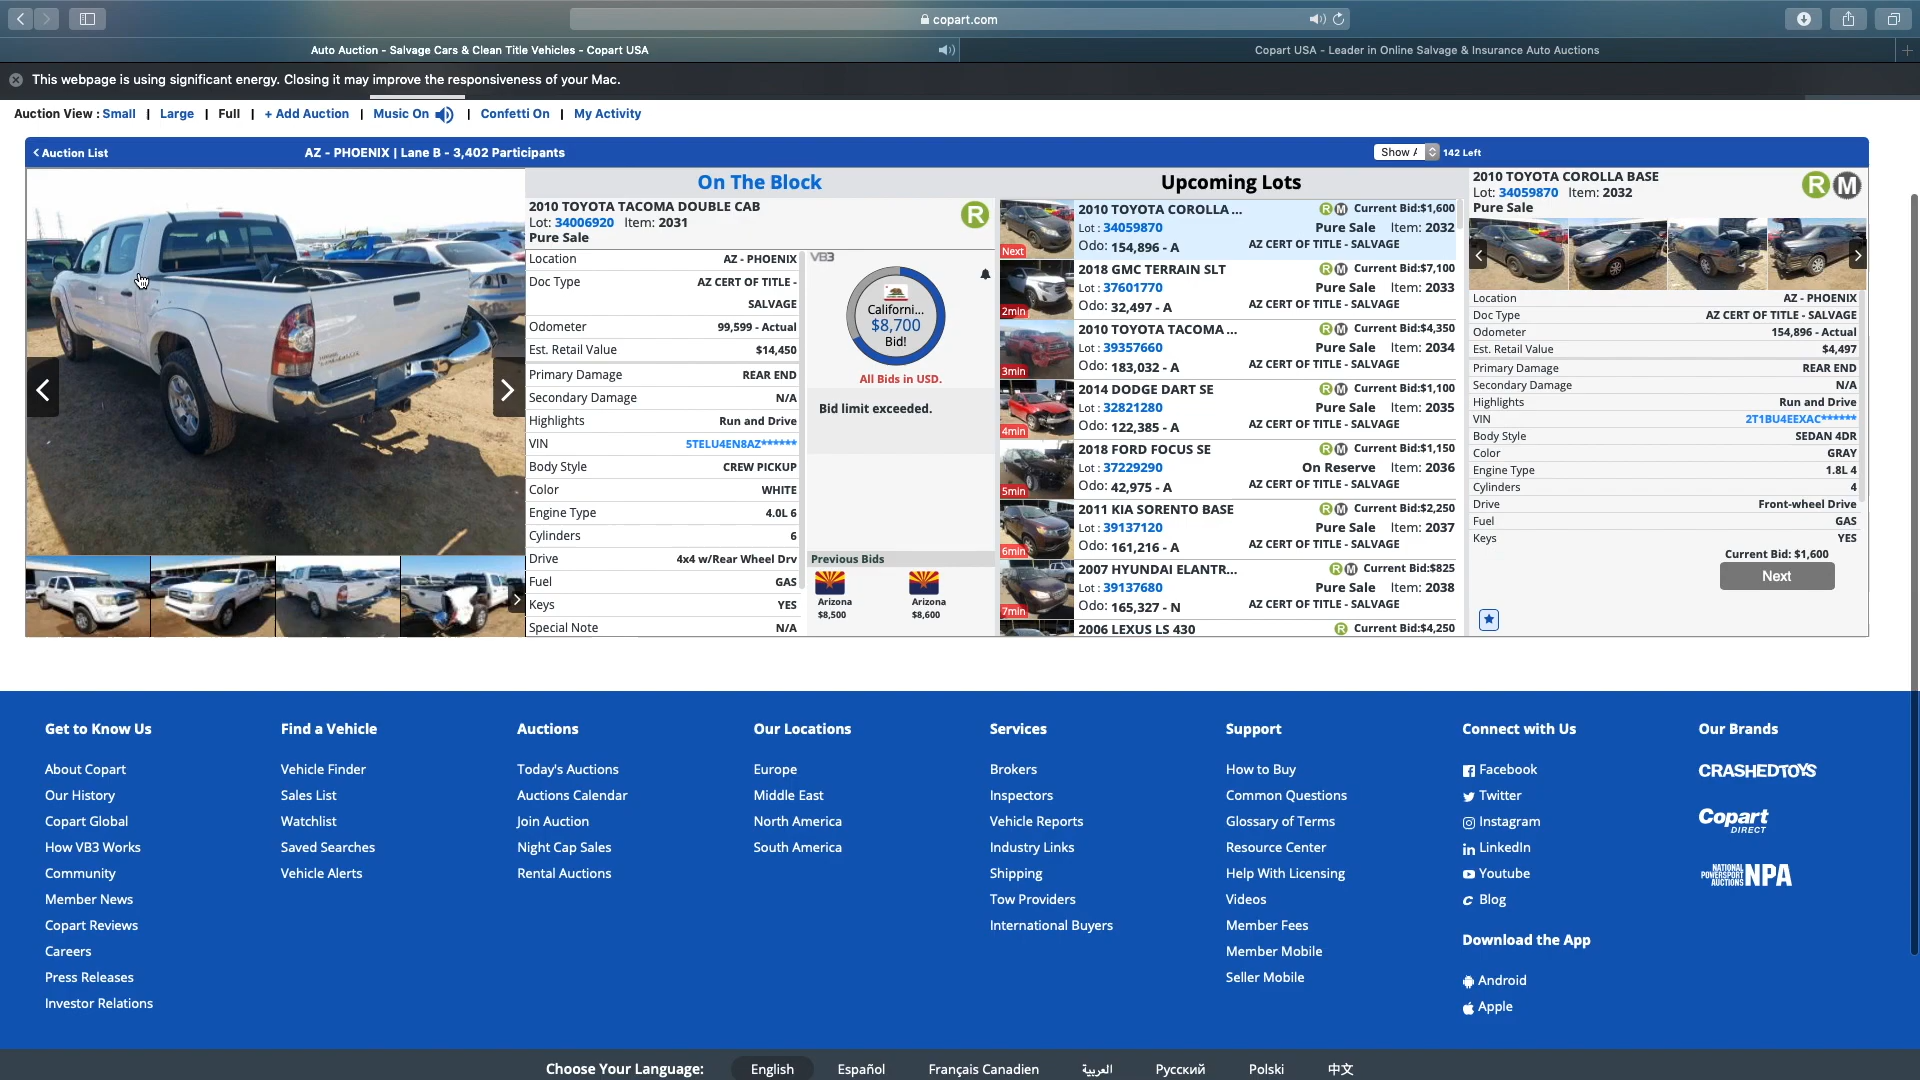 copart.com
Auto Auction - Salvage Cars & Clean Title Vehicles - Copart USA
Copart USA - Leader in Online Salvage & Insurance Auto Auctions
This webpage is using significant energy. Closing it may improve the responsiveness of your Mac.
Auction View : Small | Large | Full | + Add Auction | Music On | Confetti On | My Activity
< Auction List
AZ - PHOENIX | Lane B - 3,402 Participants
Show A
142 Left
On The Block
2010 TOYOTA TACOMA DOUBLE CAB
Lot: 34006920 Item: 2031
Pure Sale
R
Location AZ - PHOENIX
Doc Type AZ CERT OF TITLE -
SALVAGE
Odometer 99,599 - Actual
Est. Retail Value $14,450
Primary Damage REAR END
Secondary Damage N/A
Highlights Run and Drive
VIN 5TELU4EN8AZ******
Body Style CREW PICKUP
Color WHITE
Engine Type 4.0L 6
Cylinders 6
Drive 4x4 w/Rear Wheel Drv
Fuel GAS
Keys YES
Special Note N/A
VB3
Californi...
$8,700
Bid!
All Bids in USD.
Bid limit exceeded.
Previous Bids
Arizona
$8,500
Arizona
$8,600
Upcoming Lots
2010 TOYOTA COROLLA ... R M Current Bid:$1,600
Lot : 34059870 Pure Sale Item: 2032
Next Odo: 154,896 - A AZ CERT OF TITLE - SALVAGE
2018 GMC TERRAIN SLT R M Current Bid:$7,100
Lot : 37601770 Pure Sale Item: 2033
2min Odo: 32,497 - A AZ CERT OF TITLE - SALVAGE
2010 TOYOTA TACOMA ... R M Current Bid:$4,350
Lot : 39357660 Pure Sale Item: 2034
3min Odo: 183,032 - A AZ CERT OF TITLE - SALVAGE
2014 DODGE DART SE R M Current Bid:$1,100
Lot : 32821280 Pure Sale Item: 2035
4min Odo: 122,385 - A AZ CERT OF TITLE - SALVAGE
2018 FORD FOCUS SE R M Current Bid:$1,150
Lot : 37229290 On Reserve Item: 2036
5min Odo: 42,975 - A AZ CERT OF TITLE - SALVAGE
2011 KIA SORENTO BASE R M Current Bid:$2,250
Lot : 39137120 Pure Sale Item: 2037
6min Odo: 161,216 - A AZ CERT OF TITLE - SALVAGE
2007 HYUNDAI ELANTR... R M Current Bid:$825
Lot : 39137680 Pure Sale Item: 2038
7min Odo: 165,327 - N AZ CERT OF TITLE - SALVAGE
2006 LEXUS LS 430 R Current Bid:$4,250
2010 TOYOTA COROLLA BASE
Lot: 34059870 Item: 2032
Pure Sale
R M
Location AZ - PHOENIX
Doc Type AZ CERT OF TITLE - SALVAGE
Odometer 154,896 - Actual
Est. Retail Value $4,497
Primary Damage REAR END
Secondary Damage N/A
Highlights Run and Drive
VIN 2T1BU4EEXAC******
Body Style SEDAN 4DR
Color GRAY
Engine Type 1.8L 4
Cylinders 4
Drive Front-wheel Drive
Fuel GAS
Keys YES
Current Bid: $1,600
Next
Get to Know Us
About Copart
Our History
Copart Global
How VB3 Works
Community
Member News
Copart Reviews
Careers
Press Releases
Investor Relations
Find a Vehicle
Vehicle Finder
Sales List
Watchlist
Saved Searches
Vehicle Alerts
Auctions
Today's Auctions
Auctions Calendar
Join Auction
Night Cap Sales
Rental Auctions
Our Locations
Europe
Middle East
North America
South America
Services
Brokers
Inspectors
Vehicle Reports
Industry Links
Shipping
Tow Providers
International Buyers
Support
How to Buy
Common Questions
Glossary of Terms
Resource Center
Help With Licensing
Videos
Member Fees
Member Mobile
Seller Mobile
Connect with Us
Facebook
Twitter
Instagram
LinkedIn
Youtube
Blog
Download the App
Android
Apple
Our Brands
CRASHEDTOYS
Copart
DIRECT
NATIONAL
POWERSPORT
AUCTIONS
NPA
Choose Your Language: English Español Français Canadien العربية Русский Polski 中文